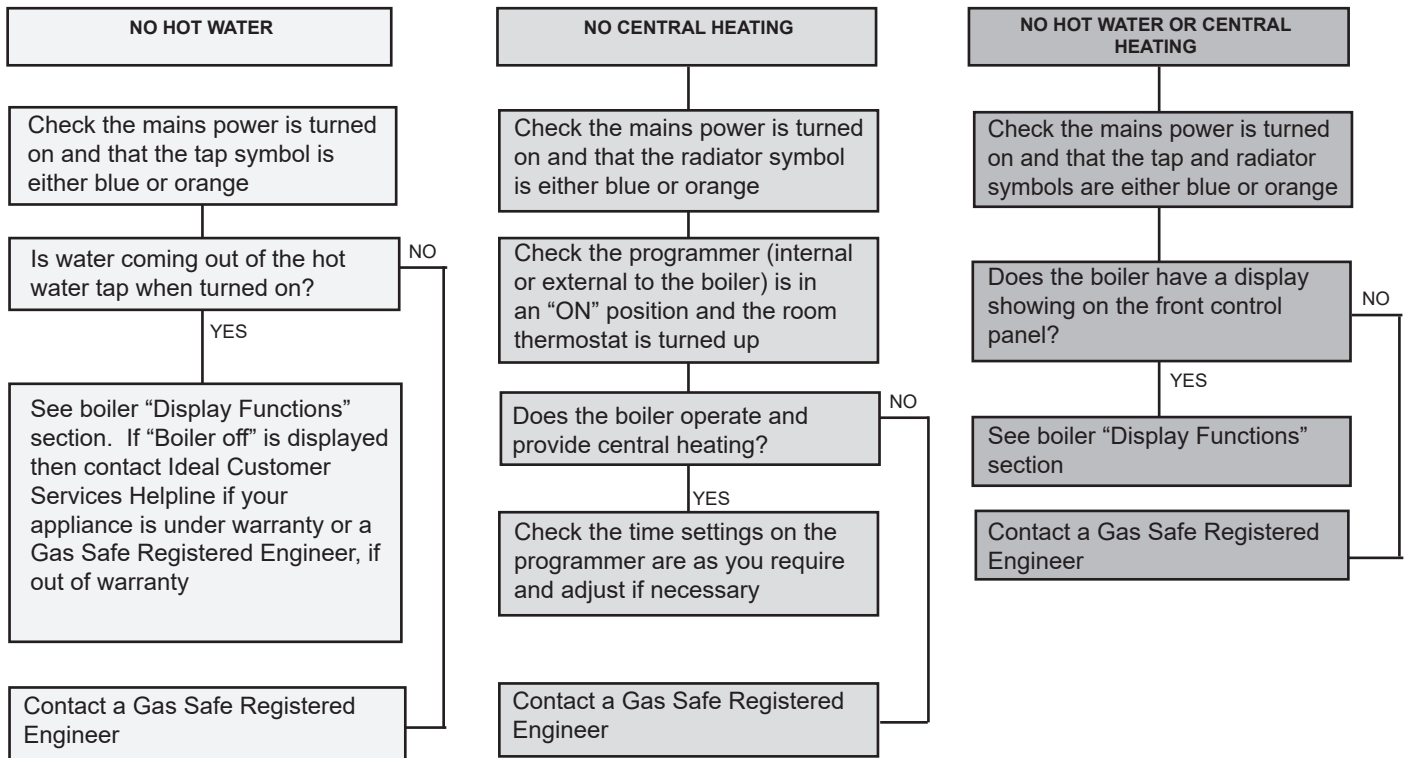 NO HOT WATER
Check the mains power is turned
on and that the tap symbol is
either blue or orange
Is water coming out of the hot
water tap when turned on?
NO
YES
See boiler “Display Functions”
section.  If “Boiler off” is displayed
then contact Ideal Customer
Services Helpline if your
appliance is under warranty or a
Gas Safe Registered Engineer, if
out of warranty
Contact a Gas Safe Registered
Engineer
NO CENTRAL HEATING
Check the mains power is turned
on and that the radiator symbol
is either blue or orange
Check the programmer (internal
or external to the boiler) is in
an “ON” position and the room
thermostat is turned up
Does the boiler operate and
provide central heating?
NO
YES
Check the time settings on the
programmer are as you require
and adjust if necessary
Contact a Gas Safe Registered
Engineer
NO HOT WATER OR CENTRAL
HEATING
Check the mains power is turned
on and that the tap and radiator
symbols are either blue or orange
Does the boiler have a display
showing on the front control
panel?
NO
YES
See boiler “Display Functions”
section
Contact a Gas Safe Registered
Engineer